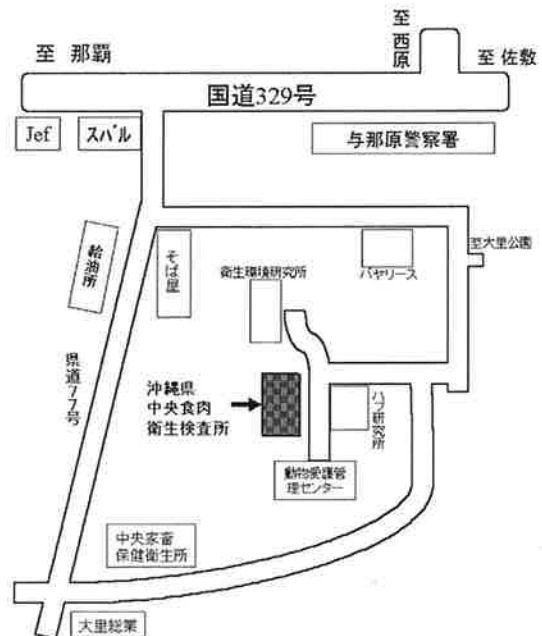 至 西原
至 那覇
至 佐敷
国道329号
Jef
スバル
与那原警察署
至大里公園
給油所
そば屋
衛生環境研究所
バヤリース
県道77号
沖縄県
中央食肉
衛生検査所
ハブ研究所
動物愛護管
理センター
中央家畜
保健衛生所
大里総業